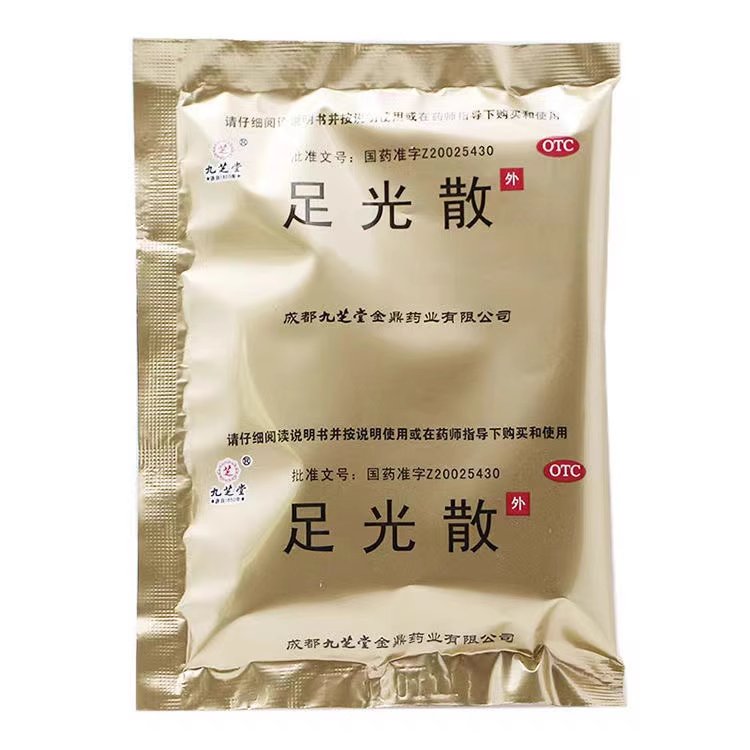 请仔细阅读说明书并按说明使用或在药师指导下购买和使用
芝 ®
九芝堂
批准文号：国药准字Z20025430
OTC
足光散 外
成都九芝堂金鼎药业有限公司
请仔细阅读说明书并按说明使用或在药师指导下购买和使用
芝 ®
九芝堂
批准文号：国药准字Z20025430
OTC
足光散 外
成都九芝堂金鼎药业有限公司